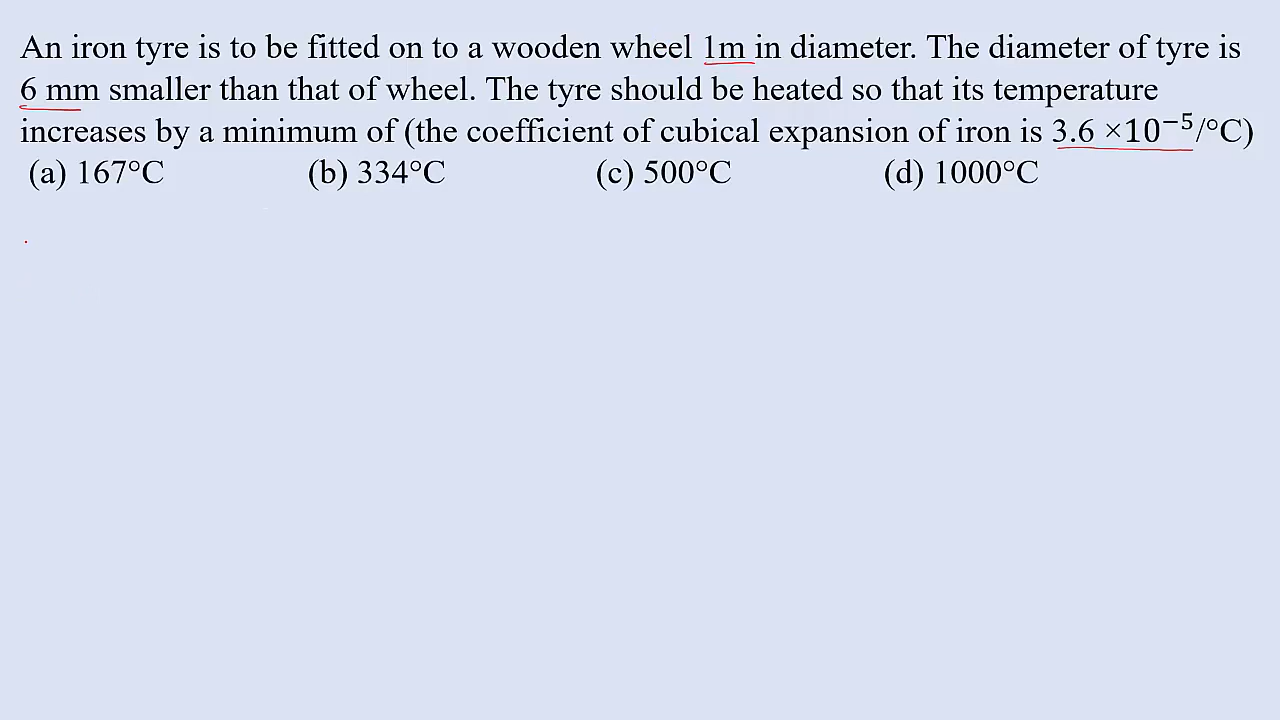 An iron tyre is to be fitted on to a wooden wheel 1m in diameter. The diameter of tyre is
6 mm smaller than that of wheel. The tyre should be heated so that its temperature
increases by a minimum of (the coefficient of cubical expansion of iron is 3.6 ×10⁻⁵/°C)
(a) 167°C (b) 334°C (c) 500°C (d) 1000°C